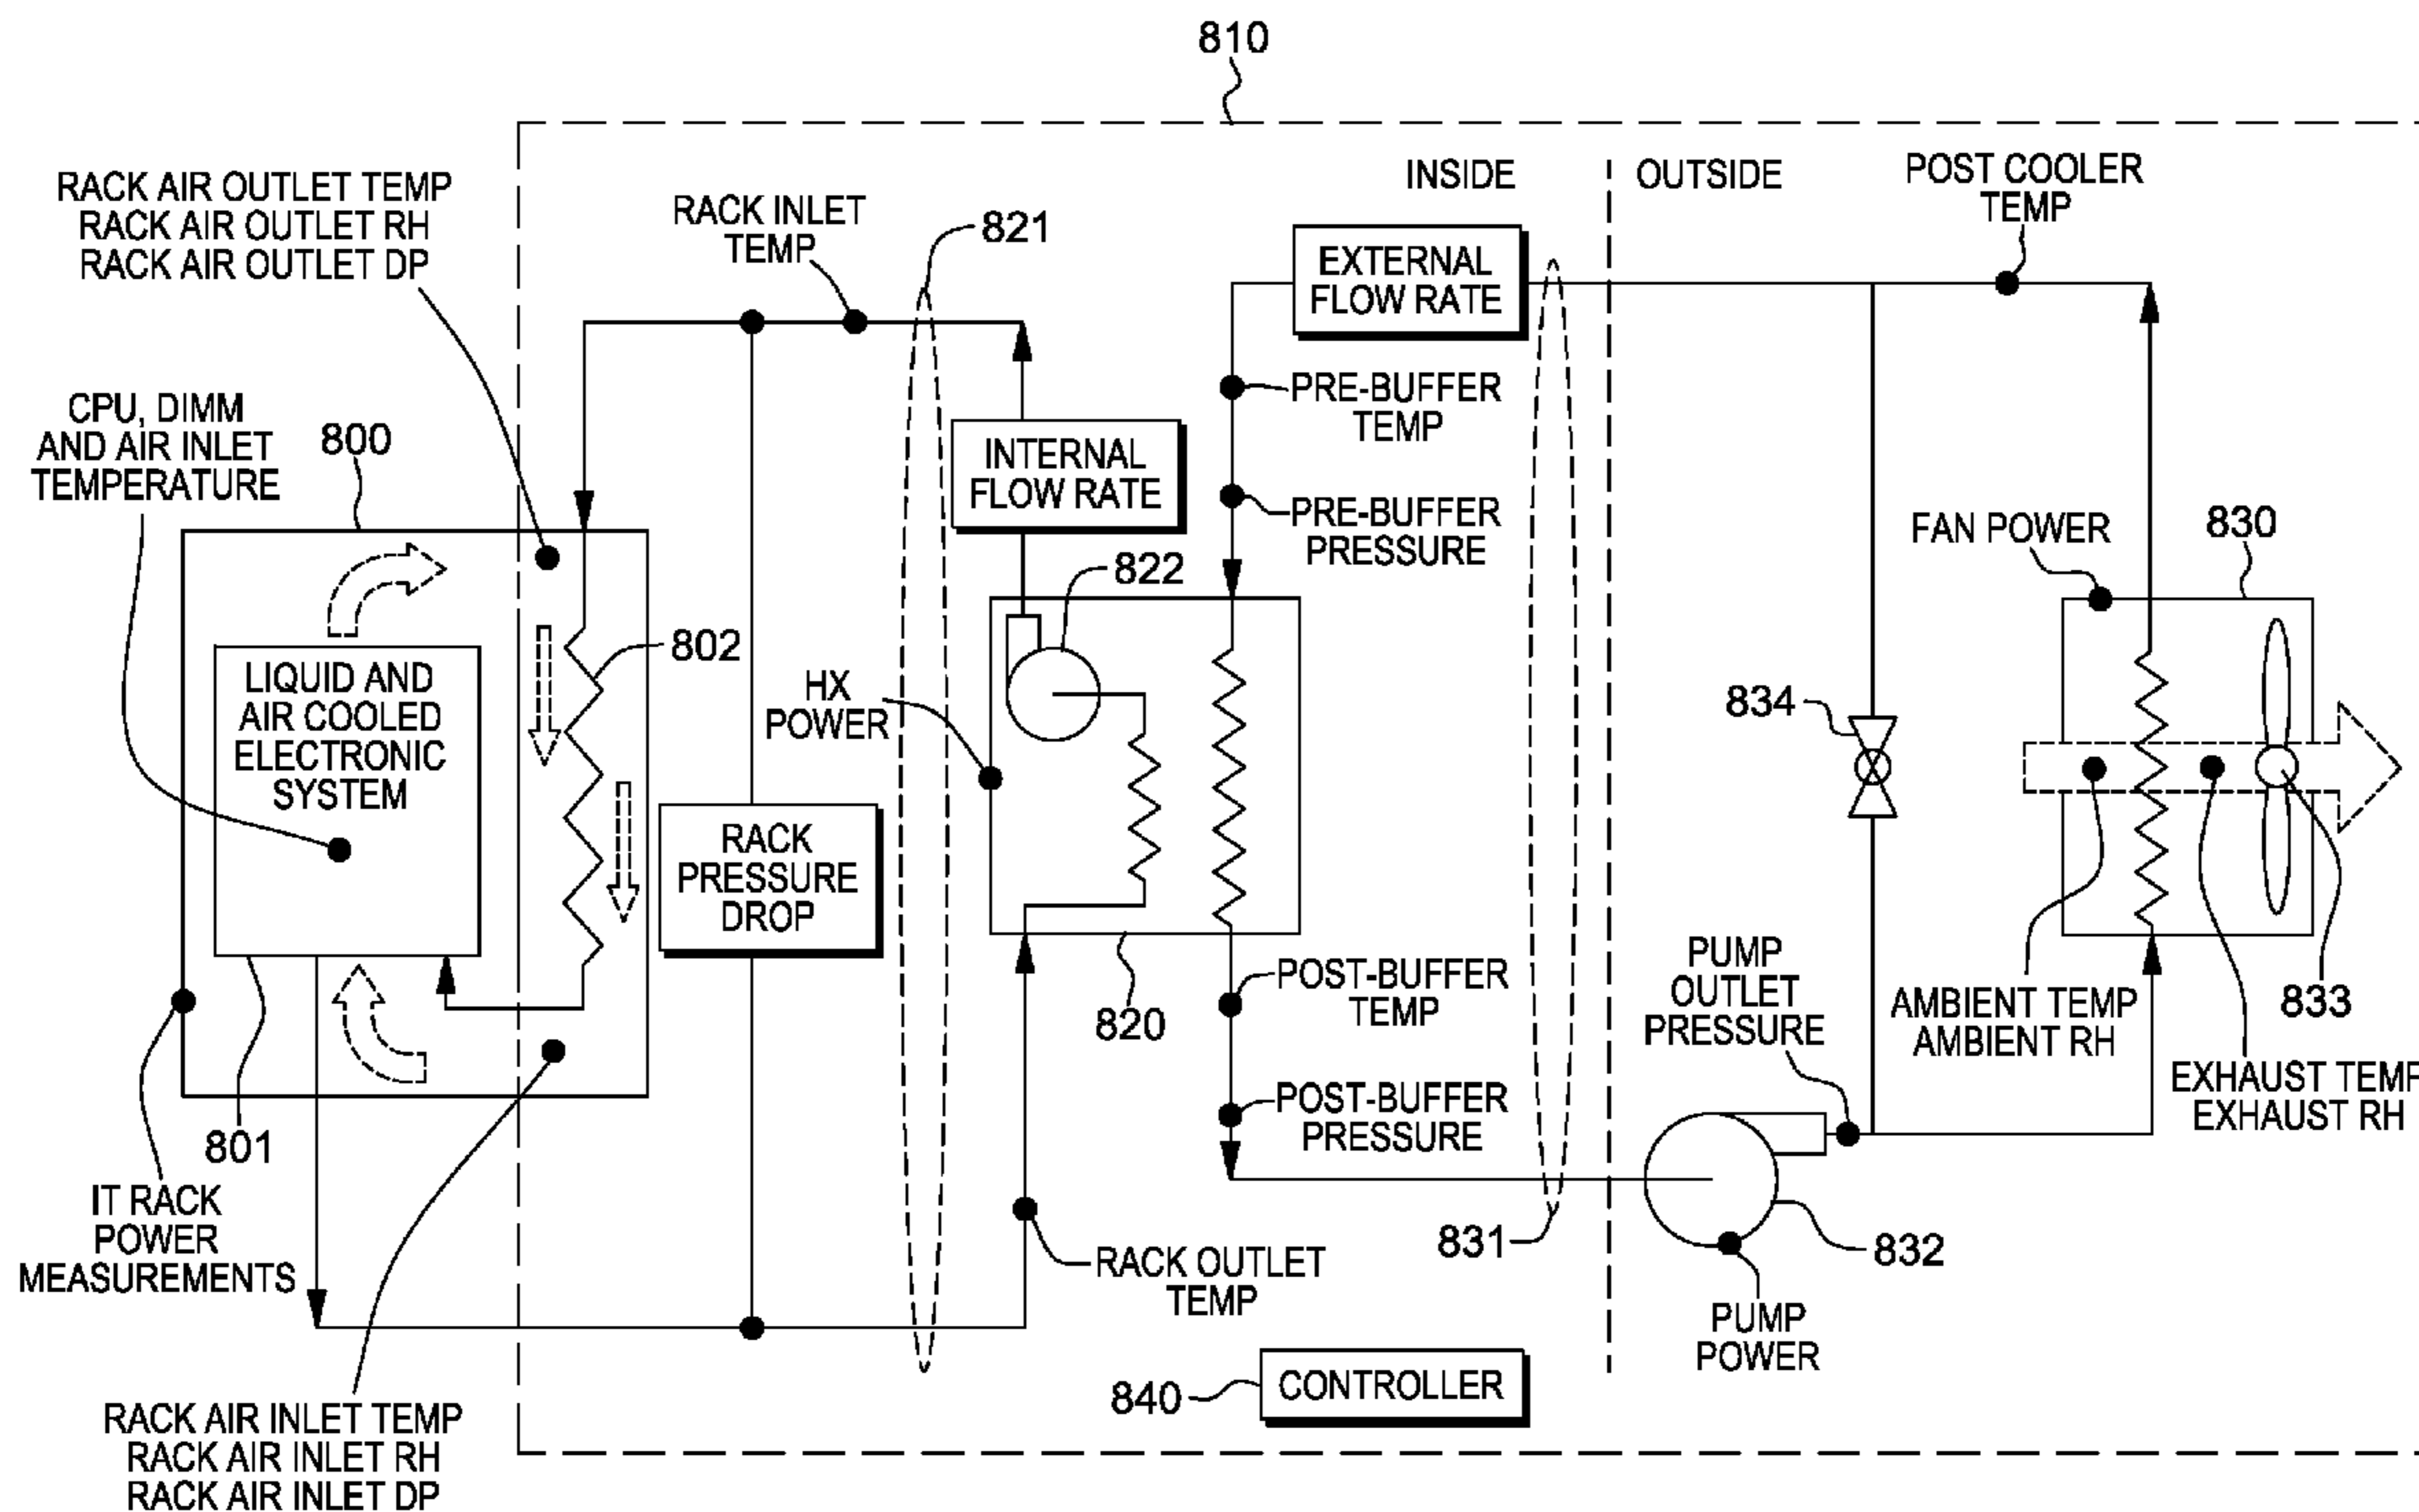 810
INSIDE
OUTSIDE
POST COOLER
TEMP
RACK AIR OUTLET TEMP
RACK AIR OUTLET RH
RACK AIR OUTLET DP
RACK INLET
TEMP
821
EXTERNAL
FLOW RATE
CPU, DIMM
AND AIR INLET
TEMPERATURE
800
INTERNAL
FLOW RATE
PRE-BUFFER
TEMP
PRE-BUFFER
PRESSURE
FAN POWER
830
822
802
LIQUID AND
AIR COOLED
ELECTRONIC
SYSTEM
HX
POWER
834
RACK
PRESSURE
DROP
820
POST-BUFFER
TEMP
PUMP
OUTLET
PRESSURE
AMBIENT TEMP
AMBIENT RH
833
EXHAUST TEMP
EXHAUST RH
POST-BUFFER
PRESSURE
801
IT RACK
POWER
MEASUREMENTS
RACK OUTLET
TEMP
831
832
PUMP
POWER
840
CONTROLLER
RACK AIR INLET TEMP
RACK AIR INLET RH
RACK AIR INLET DP